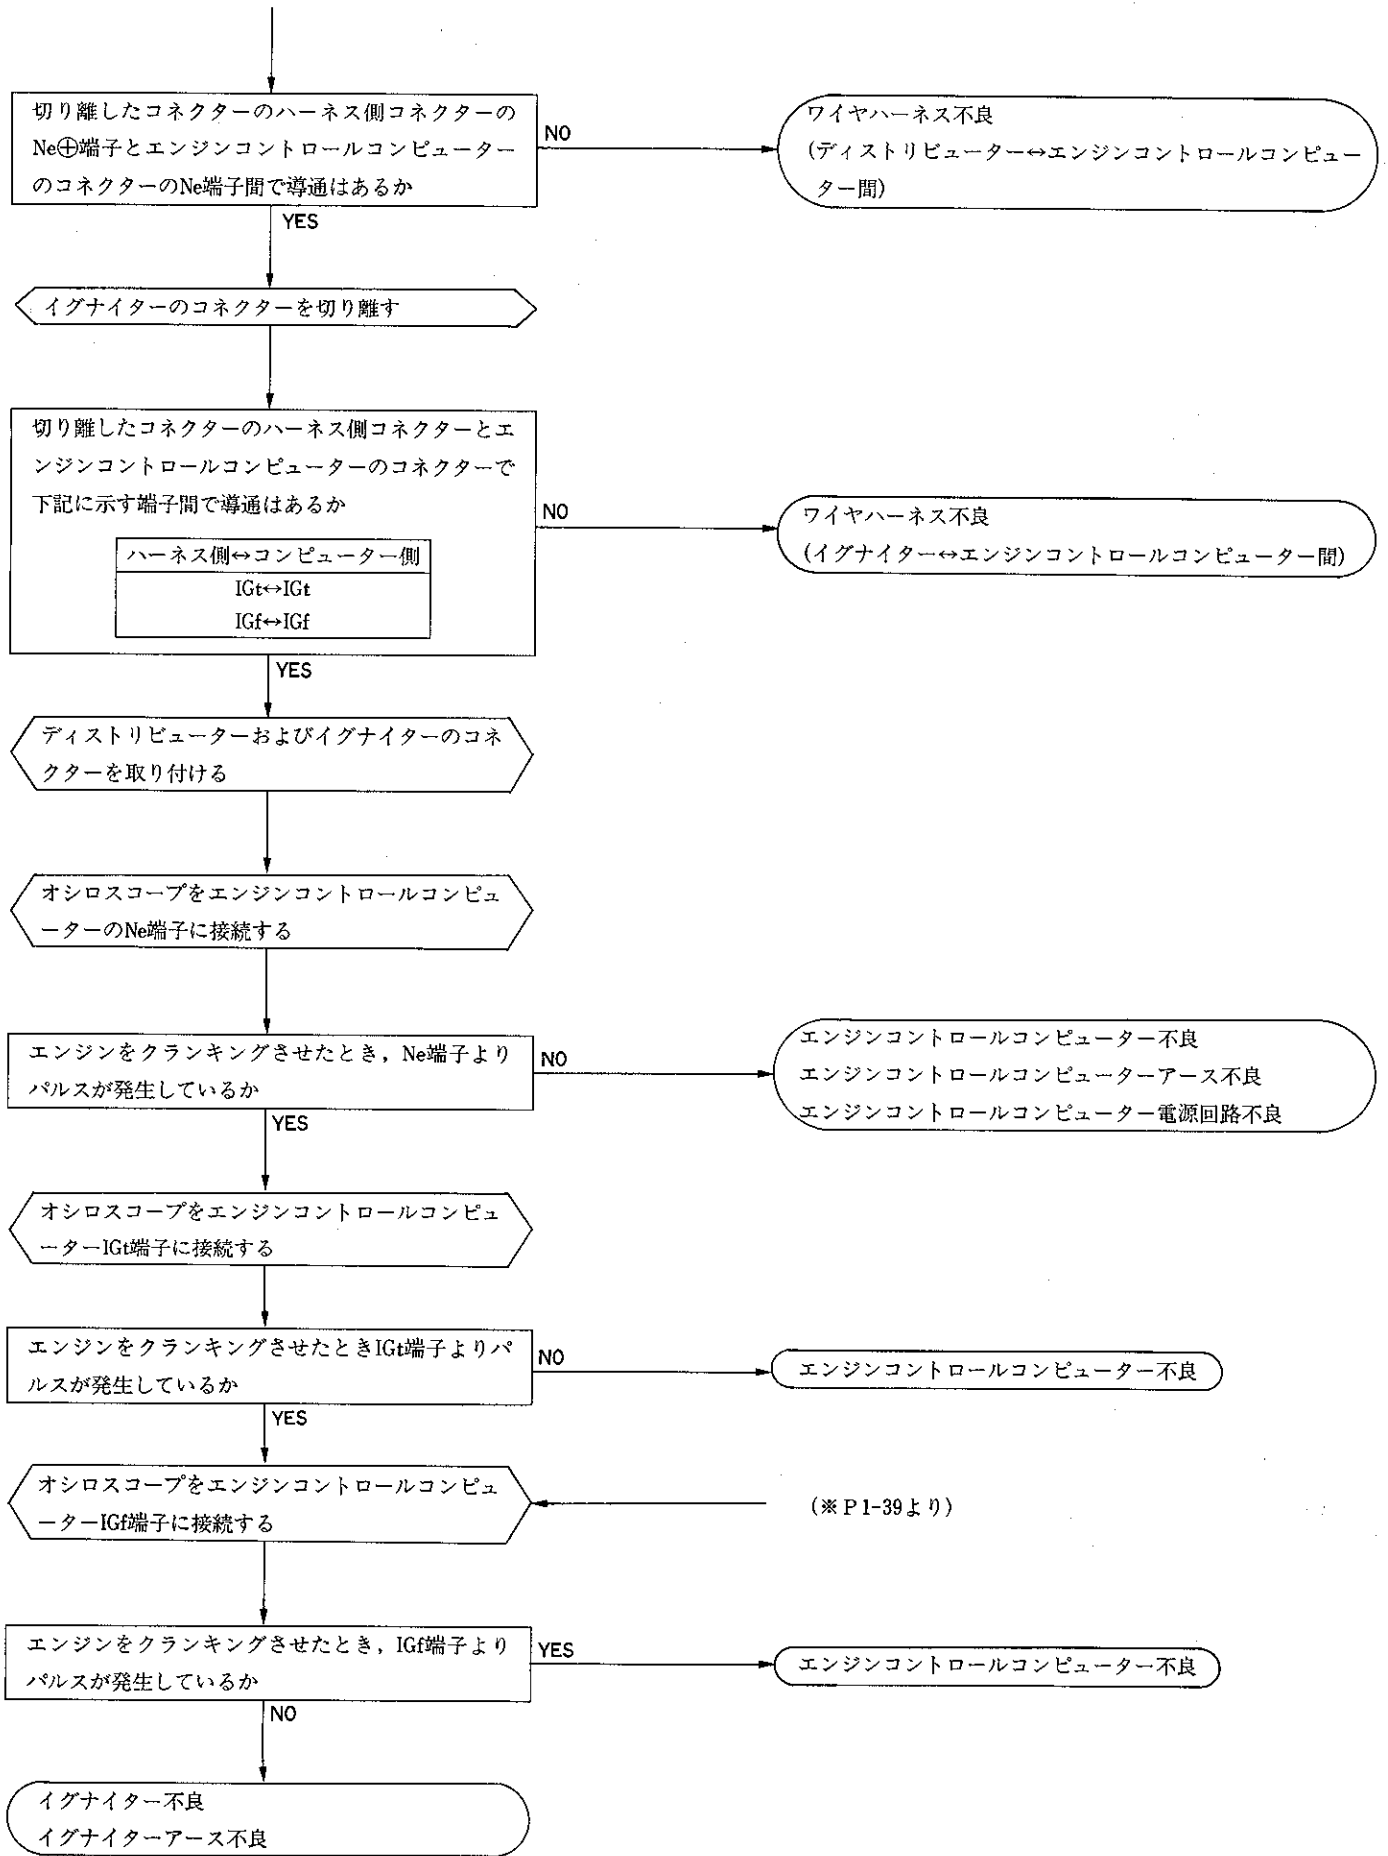 切り離したコネクターのハーネス側コネクターの
Ne⊕端子とエンジンコントロールコンピューター
のコネクターのNe端子間で導通はあるか
NO
ワイヤハーネス不良
(ディストリビューター↔エンジンコントロールコンピュー
ター間)
YES
イグナイターのコネクターを切り離す
切り離したコネクターのハーネス側コネクターとエ
ンジンコントロールコンピューターのコネクターで
下記に示す端子間で導通はあるか
ハーネス側↔コンピューター側
IGt↔IGt
IGf↔IGf
NO
ワイヤハーネス不良
(イグナイター↔エンジンコントロールコンピューター間)
YES
ディストリビューターおよびイグナイターのコネ
クターを取り付ける
オシロスコープをエンジンコントロールコンピュ
ーターのNe端子に接続する
エンジンをクランキングさせたとき,Ne端子より
パルスが発生しているか
NO
エンジンコントロールコンピューター不良
エンジンコントロールコンピューターアース不良
エンジンコントロールコンピューター電源回路不良
YES
オシロスコープをエンジンコントロールコンピュ
ーターIGt端子に接続する
エンジンをクランキングさせたときIGt端子よりパ
ルスが発生しているか
NO
エンジンコントロールコンピューター不良
YES
オシロスコープをエンジンコントロールコンピュ
ーターIGf端子に接続する
(※P1-39より)
エンジンをクランキングさせたとき,IGf端子より
パルスが発生しているか
YES
エンジンコントロールコンピューター不良
NO
イグナイター不良
イグナイターアース不良